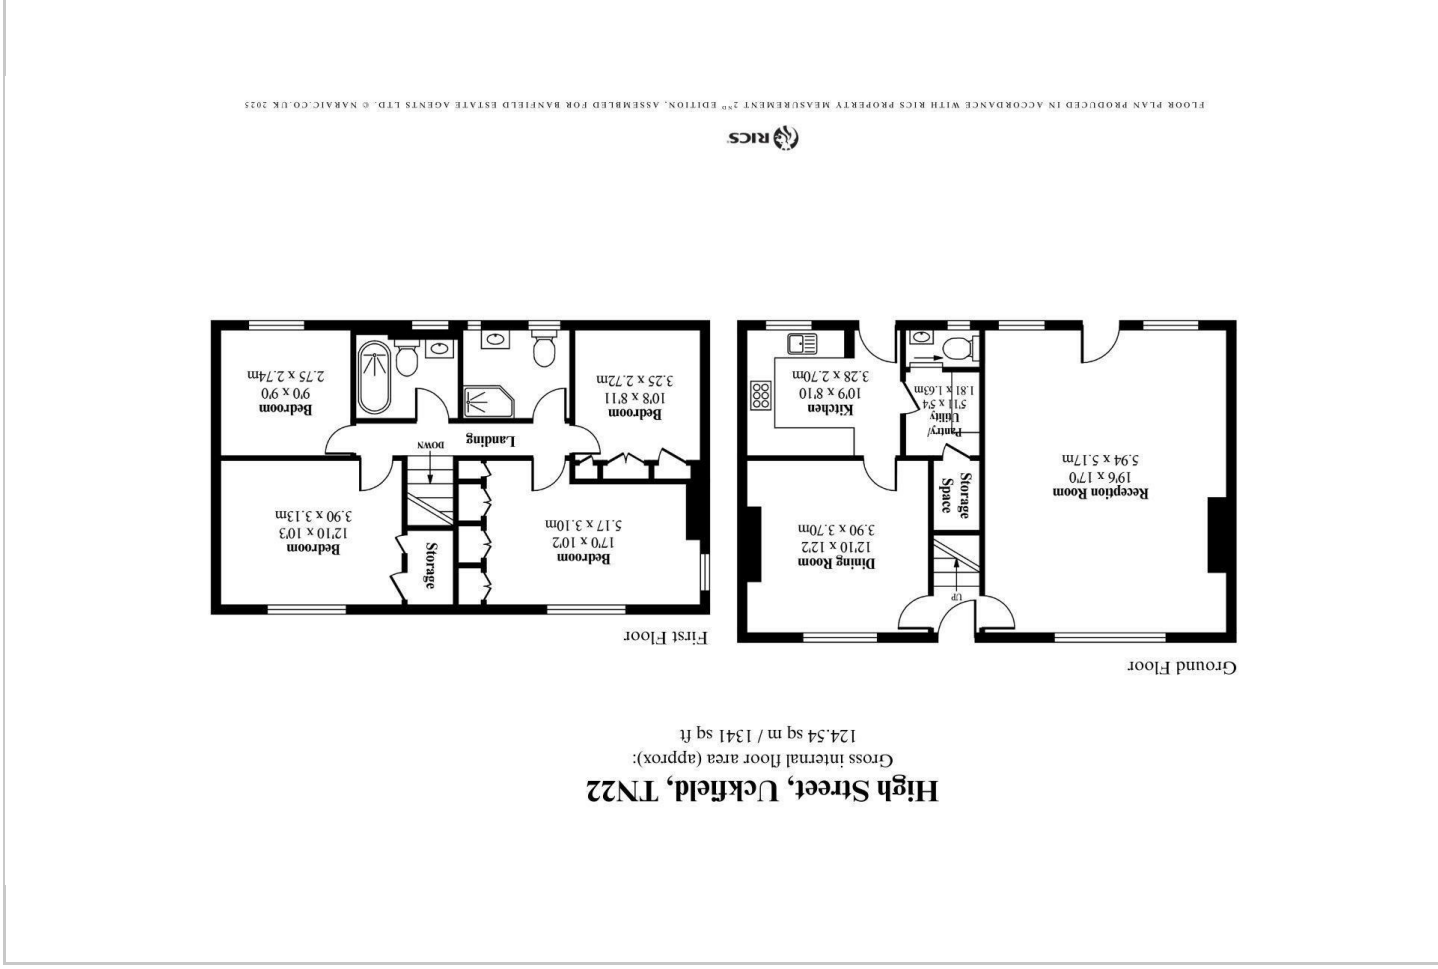 High Street, Uckfield, TN22
Gross internal floor area (approx):
124.54 sq m / 1341 sq ft
Ground Floor
Reception Room
19'6 x 17'0
5.94 x 5.17m
UP
Storage
Space
Dining Room
12'10 x 12'2
3.90 x 3.70m
Pantry/
Utility
5'11 x 5'4
1.81 x 1.63m
Kitchen
10'9 x 8'10
3.28 x 2.70m
First Floor
Bedroom
17'0 x 10'2
5.17 x 3.10m
Storage
Bedroom
12'10 x 10'3
3.90 x 3.13m
DOWN
Landing
Bedroom
10'8 x 8'11
3.25 x 2.72m
Bedroom
9'0 x 9'0
2.75 x 2.74m
RICS
FLOOR PLAN PRODUCED IN ACCORDANCE WITH RICS PROPERTY MEASUREMENT 2ND EDITION. ASSEMBLED FOR BANFIELD ESTATE AGENTS LTD. © NARAIC.CO.UK 2025